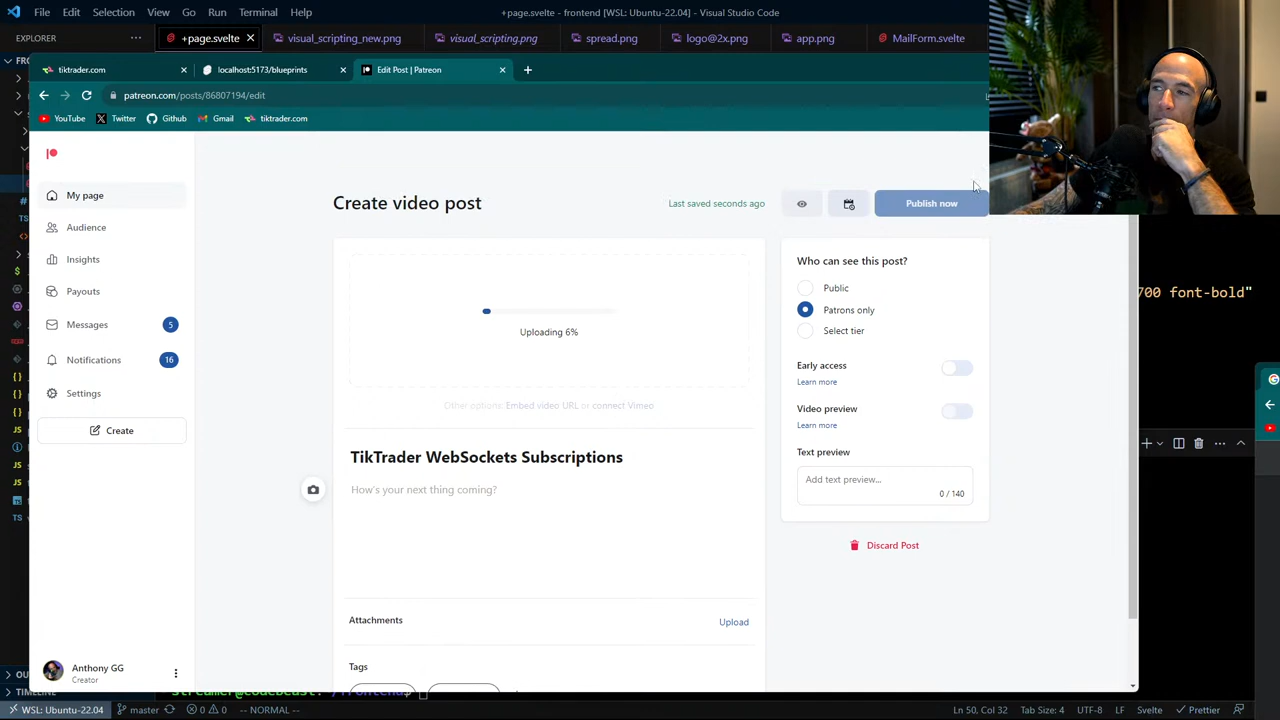 File Edit Selection View Go Run Terminal Help
+page.svelte - frontend [WSL: Ubuntu-22.04] - Visual Studio Code
EXPLORER
+page.svelte
visual_scripting_new.png
visual_scripting.png
spread.png
logo@2x.png
app.png
MailForm.svelte
tiktrader.com
localhost:5173/blueprints
Edit Post | Patreon
patreon.com/posts/86807194/edit
YouTube Twitter Github Gmail tiktrader.com
My page
Audience
Insights
Payouts
Messages 5
Notifications 16
Settings
Create
Anthony GG
Creator
Create video post
Last saved seconds ago
Publish now
Uploading 6%
Other options: Embed video URL or connect Vimeo
TikTrader WebSockets Subscriptions
How's your next thing coming?
Attachments
Upload
Tags
Who can see this post?
Public
Patrons only
Select tier
Early access
Learn more
Video preview
Learn more
Text preview
Add text preview...
0 / 140
Discard Post
700 font-bold"
TIMELINE
WSL: Ubuntu-22.04 master 0 0 -- NORMAL --
Ln 50, Col 32 Tab Size: 4 UTF-8 LF Svelte Prettier